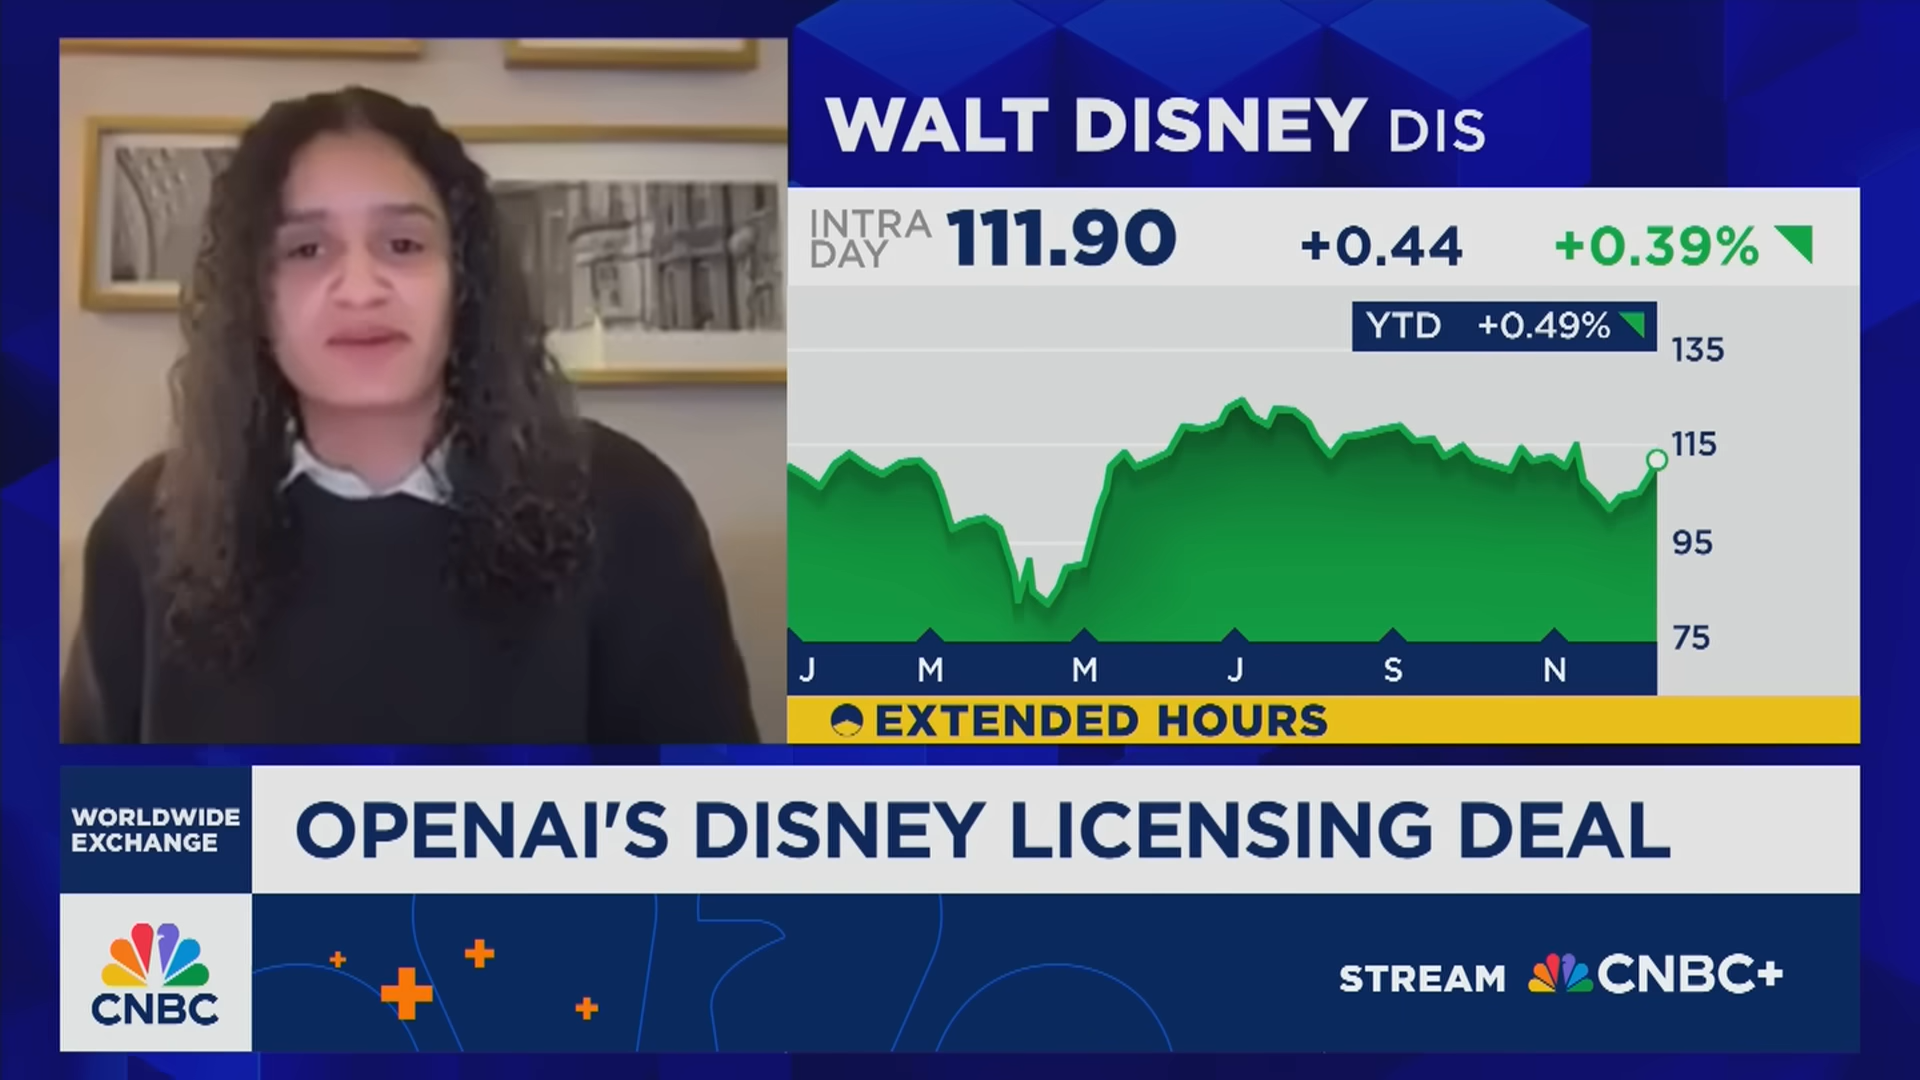 WALT DISNEY DIS
INTRA DAY 111.90 +0.44 +0.39%
YTD +0.49%
135
115
95
75
J M M J S N
EXTENDED HOURS
WORLDWIDE
EXCHANGE
OPENAI'S DISNEY LICENSING DEAL
CNBC
STREAM CNBC+